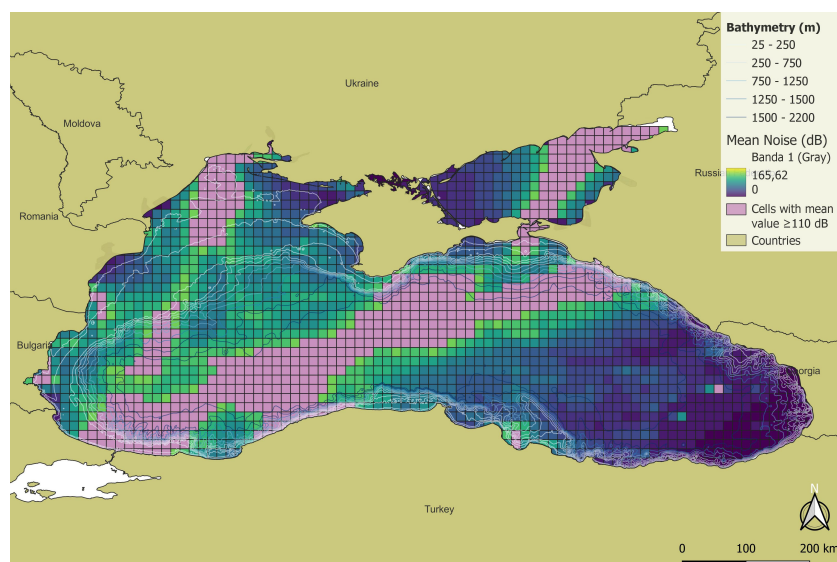 Bathymetry (m)
25 - 250
250 - 750
750 - 1250
1250 - 1500
1500 - 2200
Mean Noise (dB)
Banda 1 (Gray)
165,62
0
Cells with mean
value ≥110 dB
Countries
Ukraine
Moldova
Russia
Romania
Bulgaria
orgia
Turkey
N
0 100 200 km